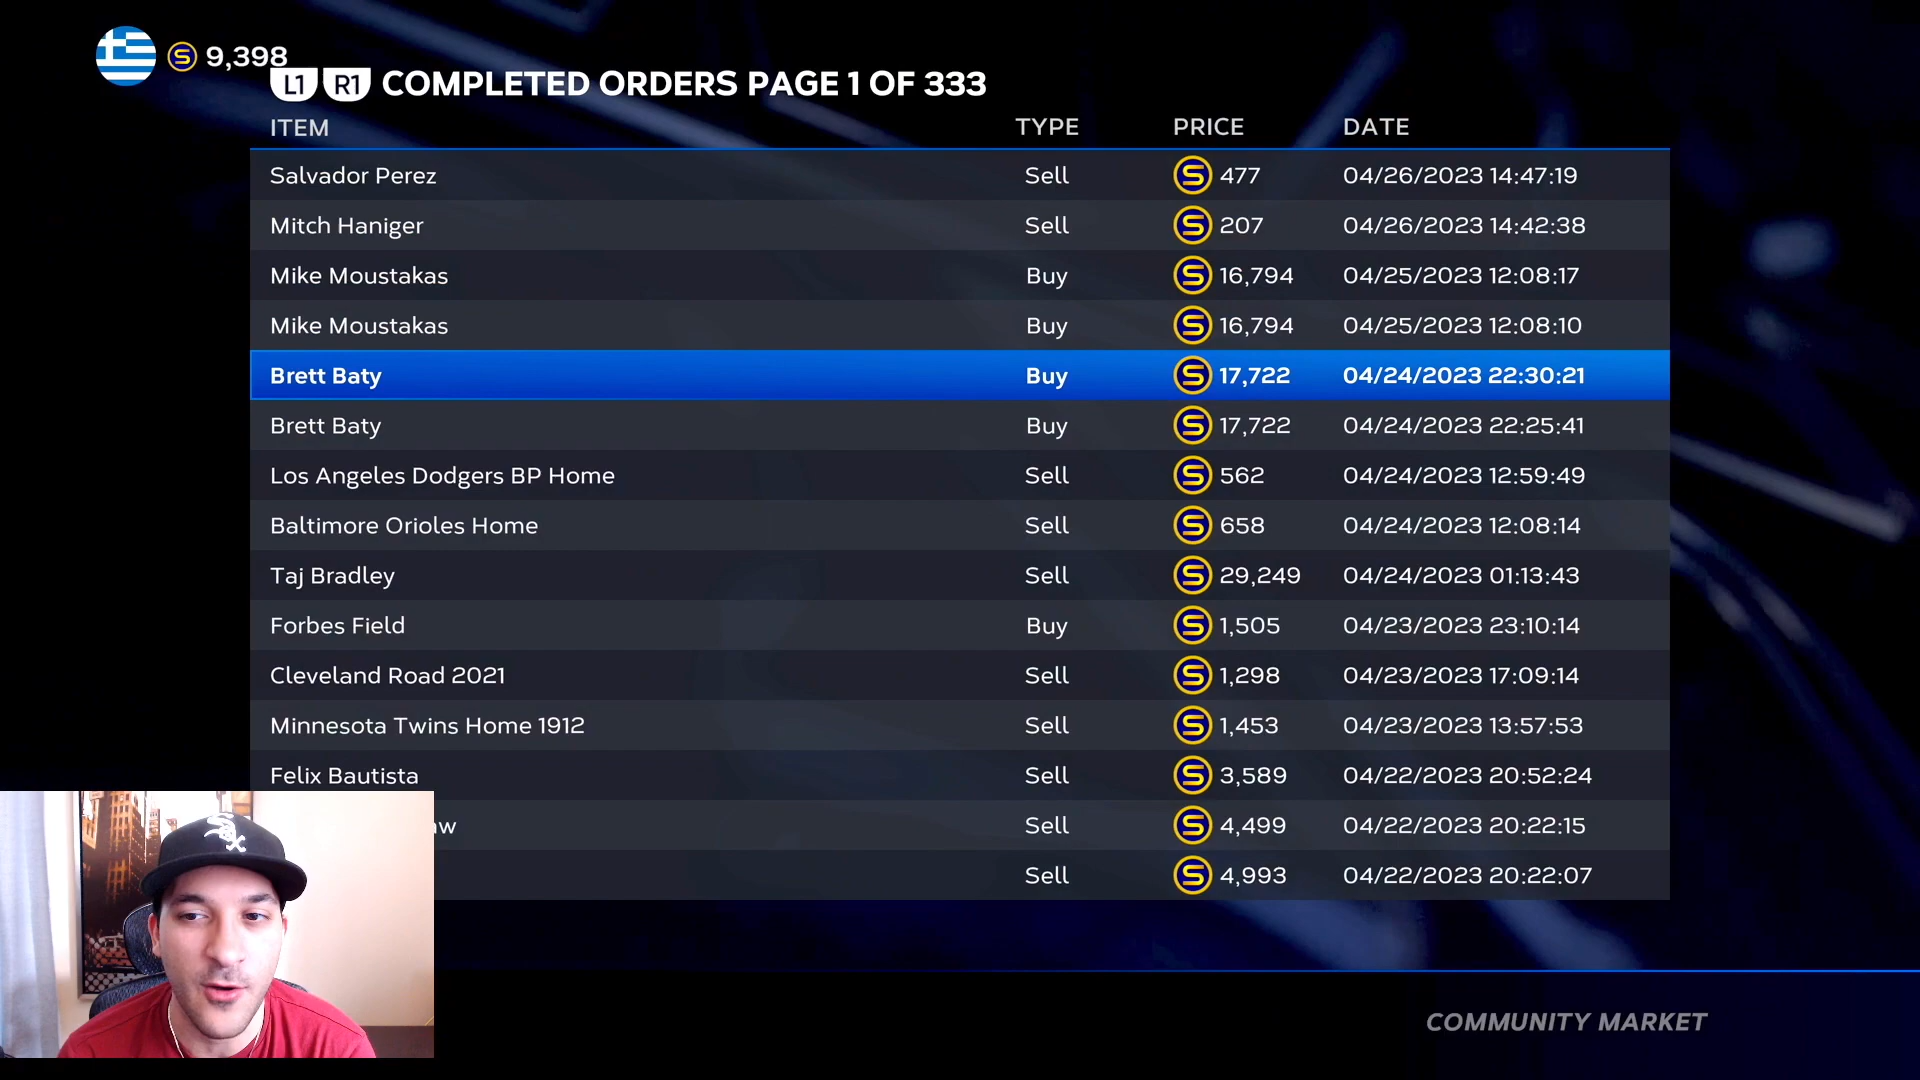 9,398
L1 R1 COMPLETED ORDERS PAGE 1 OF 333
ITEM TYPE PRICE DATE
Salvador Perez Sell S 477 04/26/2023 14:47:19
Mitch Haniger Sell S 207 04/26/2023 14:42:38
Mike Moustakas Buy S 16,794 04/25/2023 12:08:17
Mike Moustakas Buy S 16,794 04/25/2023 12:08:10
Brett Baty Buy S 17,722 04/24/2023 22:30:21
Brett Baty Buy S 17,722 04/24/2023 22:25:41
Los Angeles Dodgers BP Home Sell S 562 04/24/2023 12:59:49
Baltimore Orioles Home Sell S 658 04/24/2023 12:08:14
Taj Bradley Sell S 29,249 04/24/2023 01:13:43
Forbes Field Buy S 1,505 04/23/2023 23:10:14
Cleveland Road 2021 Sell S 1,298 04/23/2023 17:09:14
Minnesota Twins Home 1912 Sell S 1,453 04/23/2023 13:57:53
Felix Bautista Sell S 3,589 04/22/2023 20:52:24
Sell S 4,499 04/22/2023 20:22:15
Sell S 4,993 04/22/2023 20:22:07
Sox
COMMUNITY MARKET